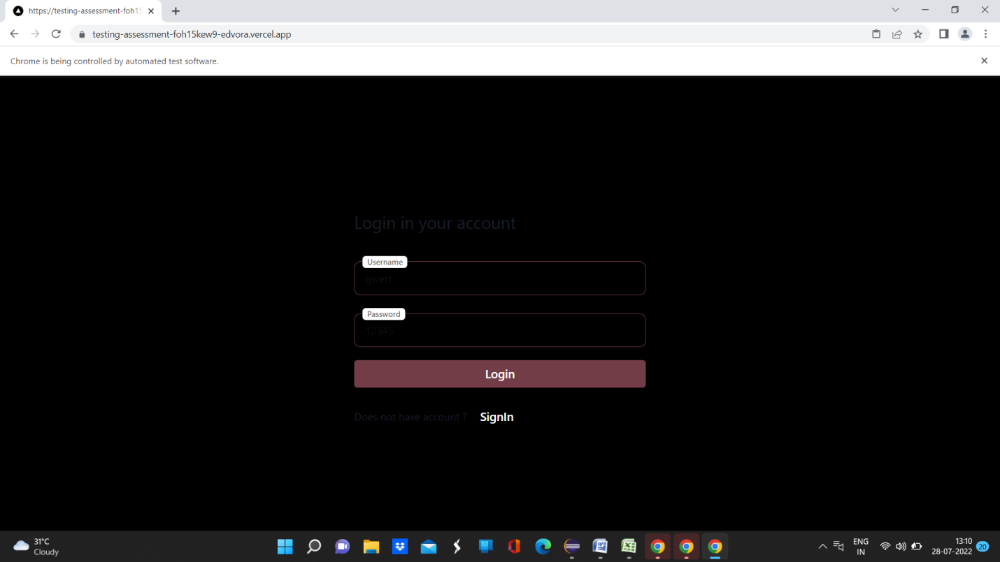 https://testing-assessment-foh15
testing-assessment-foh15kew9-edvora.vercel.app
Chrome is being controlled by automated test software.
Login in your account
Username
qwert
Password
12345
Login
Does not have account ? SignIn
31°C
Cloudy
ENG
IN
13:10
28-07-2022
20